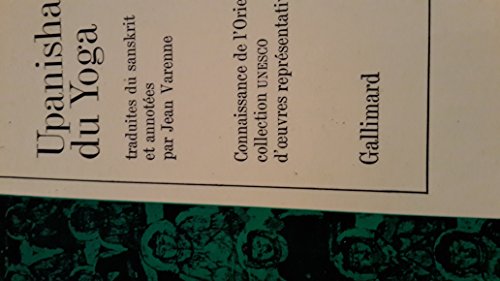 Upanisha
du Yoga
traduites du sanskrit
et annotées
par Jean Varenne
Connaissance de l'Orie
collection UNESCO
d'œuvres représentati
Gallimard